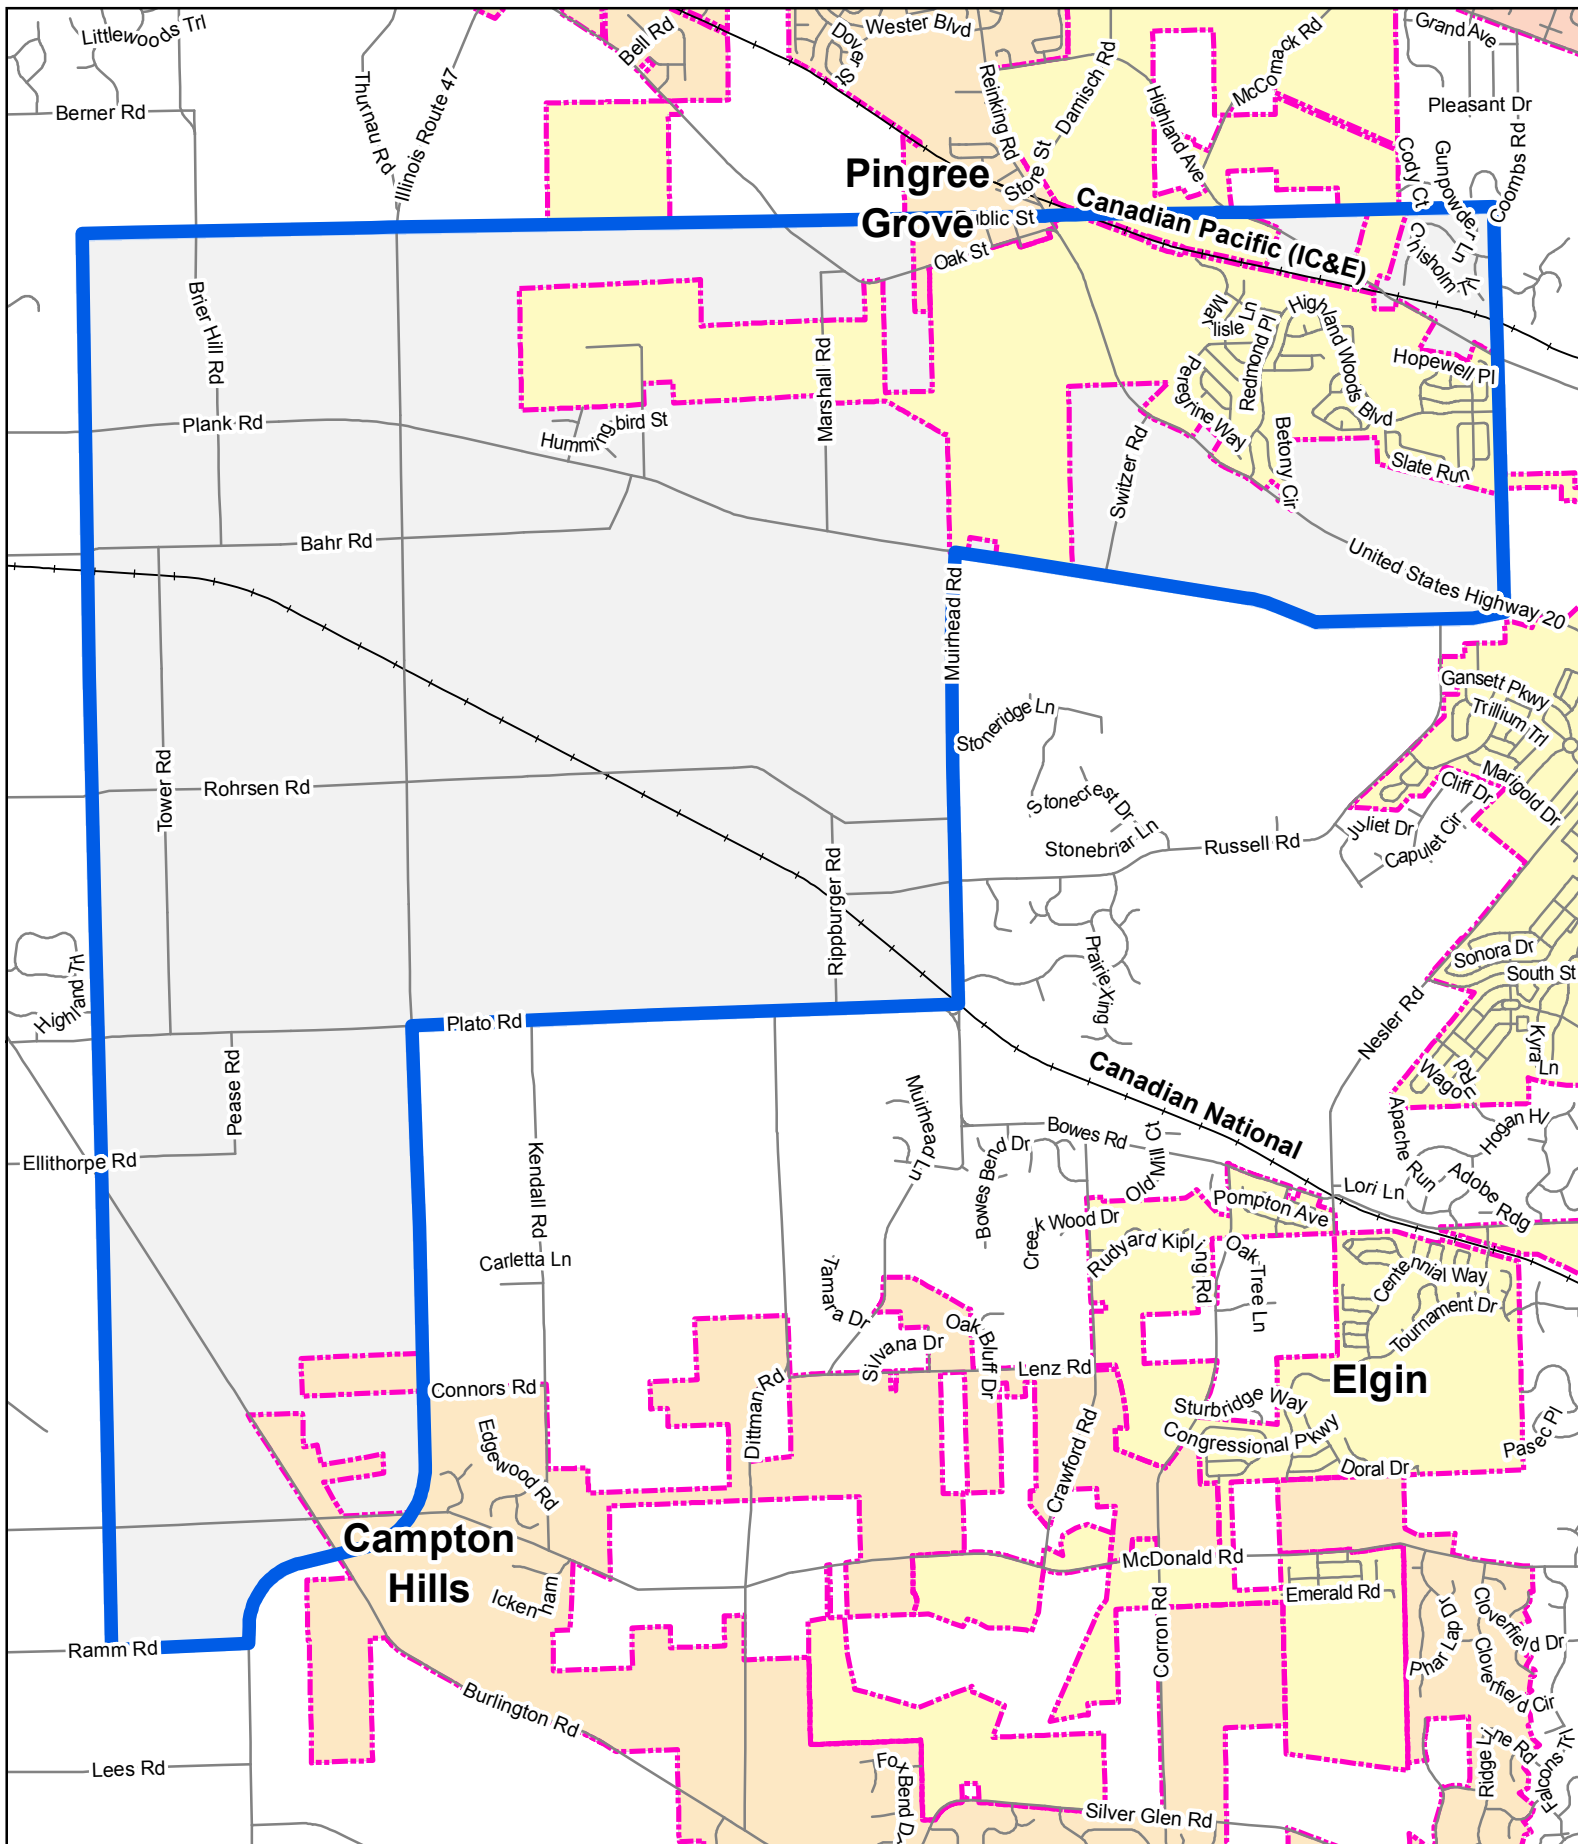 Littlewoods Trl
Bell Rd
Dover St
Wester Blvd
Grand Ave
Berner Rd
Thurnau Rd
Illinois Route 47
Reinking Rd
Damisch Rd
Highland Ave
McComack Rd
Pleasant Dr
Cody Ct
Gunpowder Ln
Coombs Rd
Pingree
Grove
Store St
Public St
Oak St
Canadian Pacific (IC&E)
Chisholm
Brier Hill Rd
Marshall Rd
Redmond Pl
Highland Woods Blvd
Hopewell Pl
Peregrine Way
Plank Rd
Hummingbird St
Switzer Rd
Betony Cir
Slate Run
Bahr Rd
United States Highway 20
Muirhead Rd
Gansett Pkwy
Trillium Trl
Stoneridge Ln
Tower Rd
Rohrsen Rd
Stonecrest Dr
Stonebriar Ln
Russell Rd
Cliff Dr
Marigold Dr
Juliet Dr
Capulet Cir
Rippburger Rd
Highland Trl
Prairie Xing
Sonora Dr
South St
Plato Rd
Nesler Rd
Kyra Ln
Wagon Rd
Pease Rd
Canadian National
Muirhead Ln
Bowes Rd
Bowes Bend Dr
Old Mill Ct
Apache Run
Hogan Hl
Ellithorpe Rd
Kendall Rd
Lori Ln
Adobe Rdg
Pompton Ave
Creek Wood Dr
Rudyard Kipling Rd
Oak Tree Ln
Carletta Ln
Tamara Dr
Centennial Way
Tournament Dr
Silvana Dr
Oak Bluff Dr
Lenz Rd
Elgin
Connors Rd
Edgewood Rd
Dittman Rd
Crawford Rd
Sturbridge Way
Congressional Pkwy
Doral Dr
Pasec Pl
Campton
Hills
Ickenham
McDonald Rd
Emerald Rd
Corron Rd
Phar Lap Dr
Cloverfield Dr
Cloverfield Cir
Ramm Rd
Burlington Rd
Lees Rd
Fox Bend Dr
Silver Glen Rd
Ridge L
ne Rd
Falcons Trl